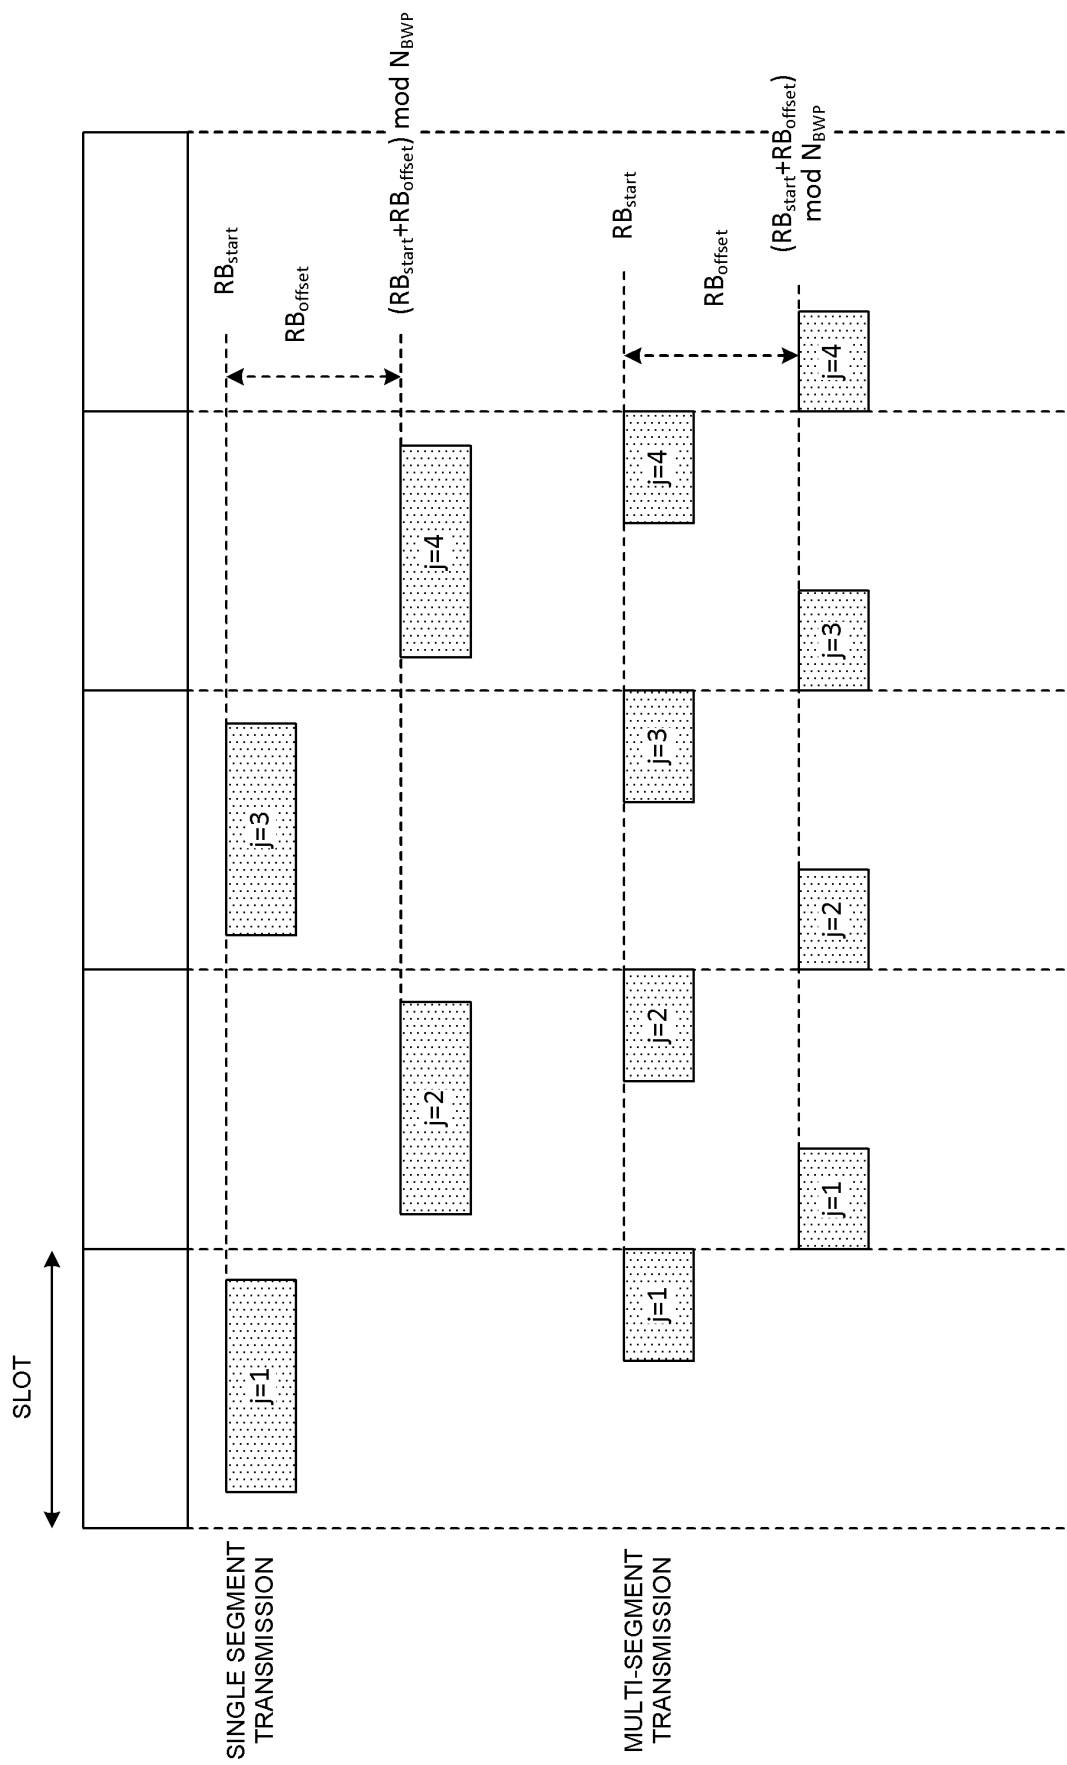 SLOT
SINGLE SEGMENT
TRANSMISSION
j=1
j=2
j=3
j=4
RBstart
RBoffset
(RBstart+RBoffset) mod NBWP
MULTI-SEGMENT
TRANSMISSION
j=1
j=1
j=2
j=2
j=3
j=3
j=4
j=4
RBstart
RBoffset
(RBstart+RBoffset)
mod NBWP